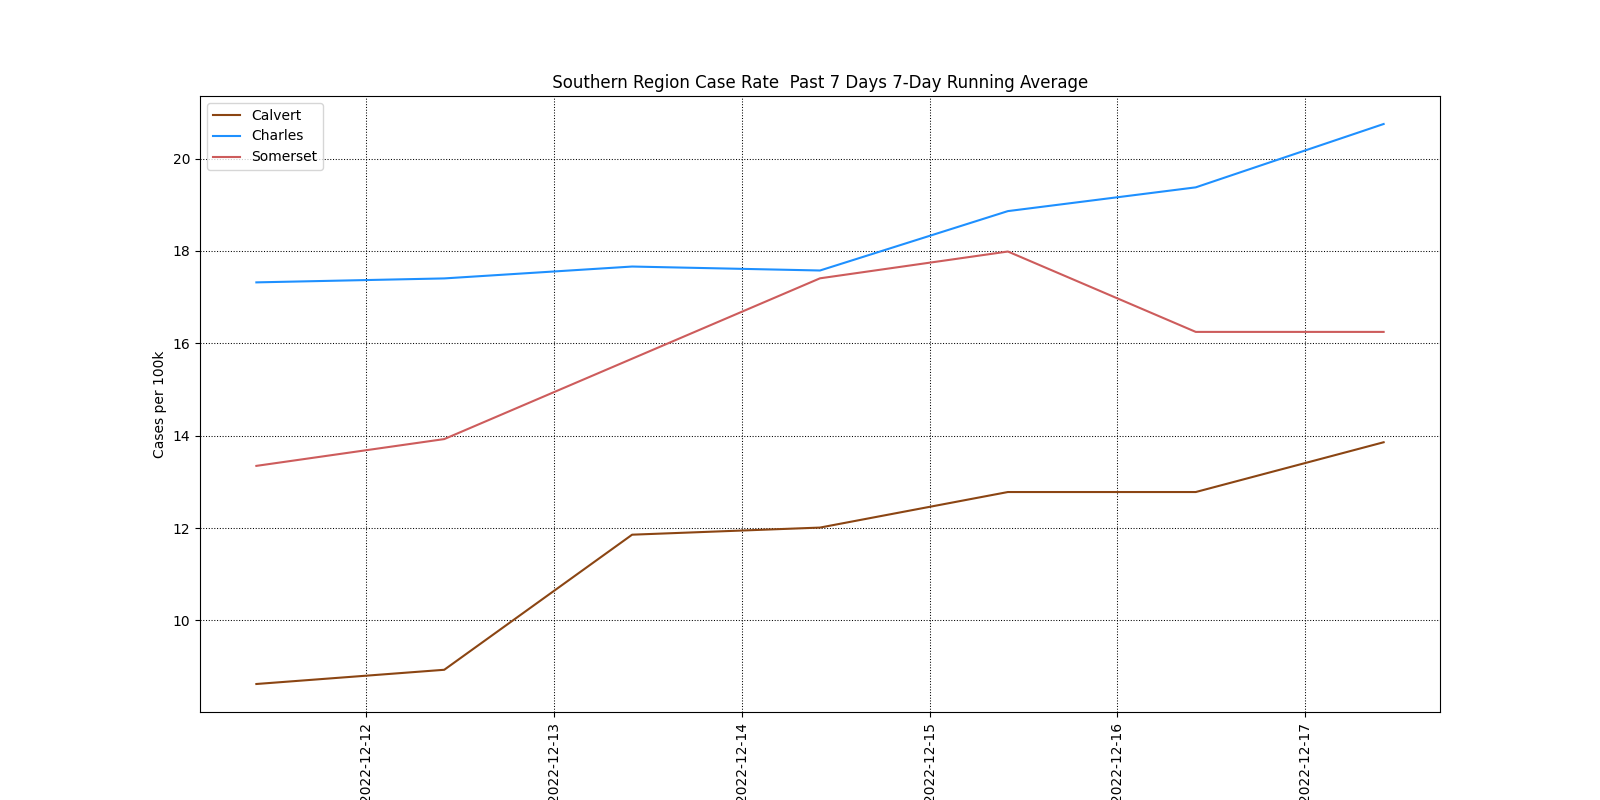 Southern Region Case Rate  Past 7 Days 7-Day Running Average
Calvert
Charles
Somerset
Cases per 100k
20
18
16
14
12
10
2022-12-12
2022-12-13
2022-12-14
2022-12-15
2022-12-16
2022-12-17